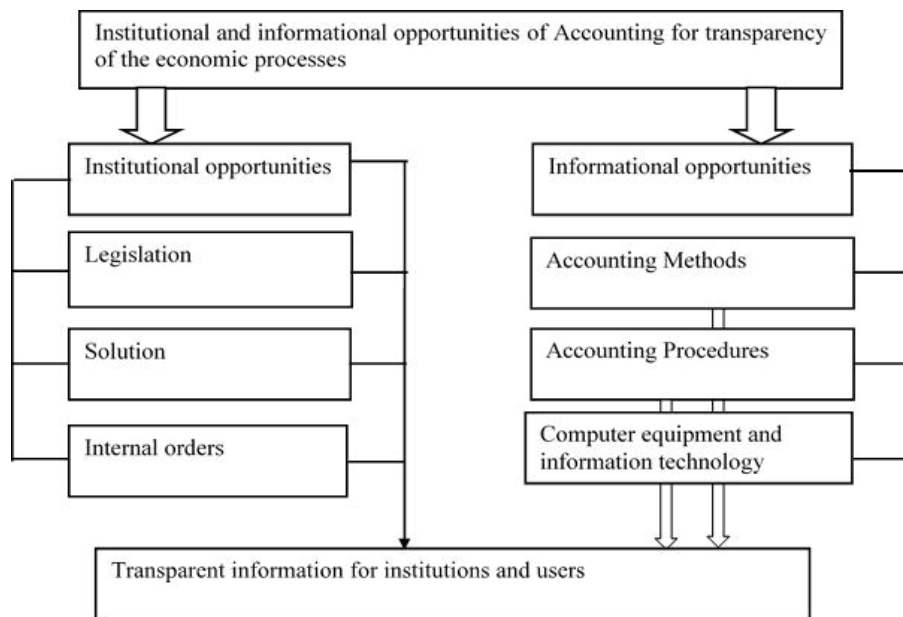 Institutional and informational opportunities of Accounting for transparency
of the economic processes
Institutional opportunities
Informational opportunities
Legislation
Accounting Methods
Solution
Accounting Procedures
Internal orders
Computer equipment and
information technology
Transparent information for institutions and users